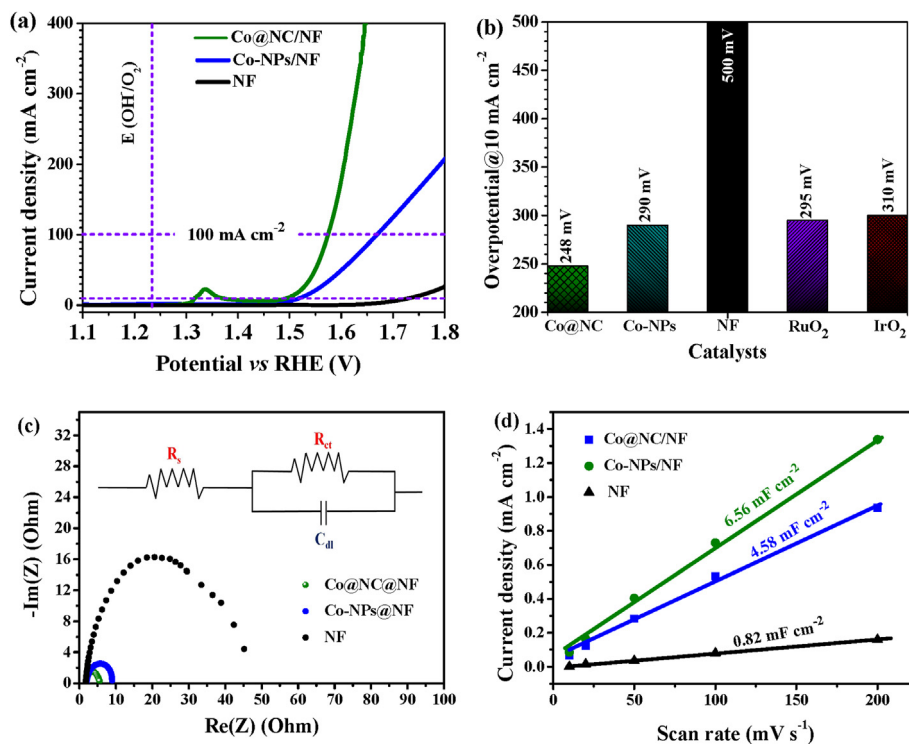 (a)
Co@NC/NF
Co-NPs/NF
NF
E (OH⁻/O₂)
100 mA cm⁻²
Current density (mA cm⁻²)
400
300
200
100
0
1.1 1.2 1.3 1.4 1.5 1.6 1.7 1.8
Potential vs RHE (V)
(b)
Overpotential@10 mA cm⁻²
500
450
400
350
300
250
200
248 mV
290 mV
500 mV
295 mV
310 mV
Co@NC Co-NPs NF RuO₂ IrO₂
Catalysts
(c)
-Im(Z) (Ohm)
32
28
24
20
16
12
8
4
0
Rs
Rct
Cdl
Co@NC@NF
Co-NPs@NF
NF
0 10 20 30 40 50 60 70 80 90 100
Re(Z) (Ohm)
(d)
Current density (mA cm⁻²)
1.4
1.2
1.0
0.8
0.6
0.4
0.2
0.0
Co@NC/NF
Co-NPs/NF
NF
6.56 mF cm⁻²
4.58 mF cm⁻²
0.82 mF cm⁻²
0 25 50 75 100 125 150 175 200
Scan rate (mV s⁻¹)